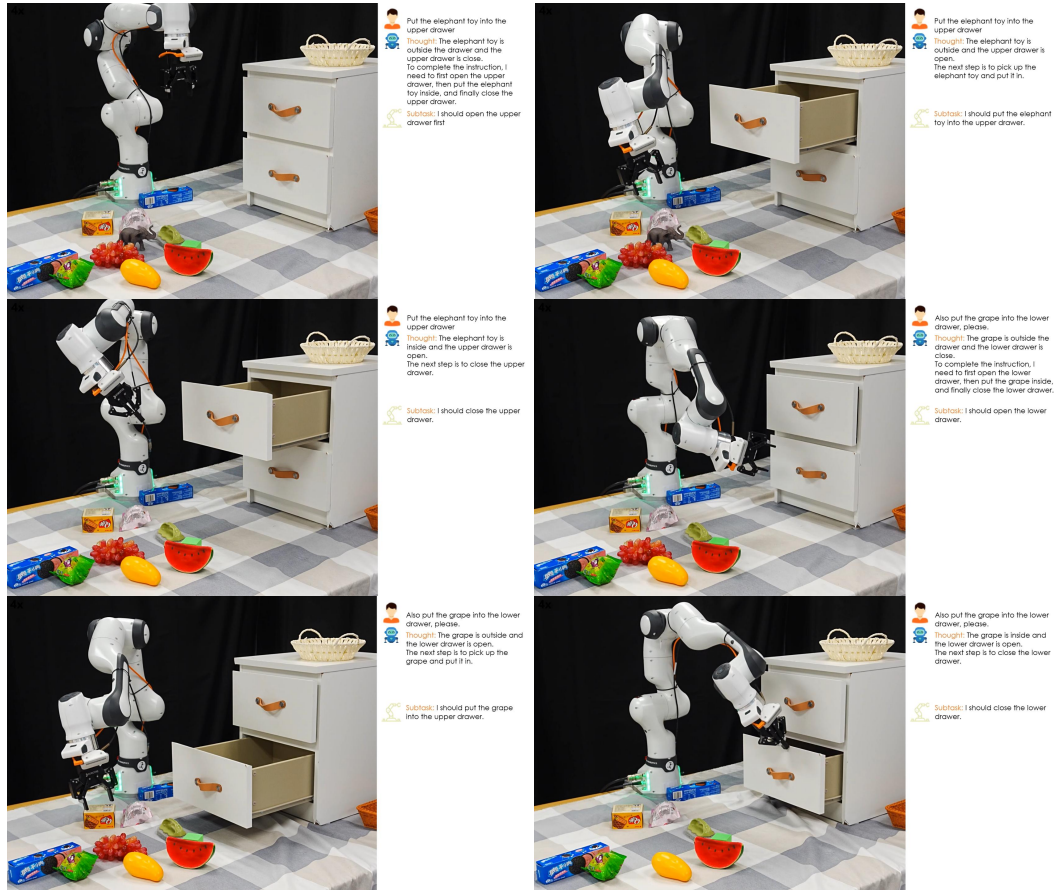 Put the elephant toy into the
upper drawer
Thought: The elephant toy is
outside the drawer and the
upper drawer is close.
To complete the instruction, I
need to first open the upper
drawer, then put the elephant
toy inside, and finally close the
upper drawer.
Subtask: I should open the upper
drawer first
Put the elephant toy into the
upper drawer
Thought: The elephant toy is
outside and the upper drawer is
open.
The next step is to pick up the
elephant toy and put it in.
Subtask: I should put the elephant
toy into the upper drawer.
Put the elephant toy into the
upper drawer
Thought: The elephant toy is
inside and the upper drawer is
open.
The next step is to close the upper
drawer.
Subtask: I should close the upper
drawer.
Also put the grape into the lower
drawer, please.
Thought: The grape is outside the
drawer and the lower drawer is
close.
To complete the instruction, I
need to first open the lower
drawer, then put the grape inside,
and finally close the lower drawer.
Subtask: I should open the lower
drawer.
Also put the grape into the lower
drawer, please.
Thought: The grape is outside and
the lower drawer is open.
The next step is to pick up the
grape and put it in.
Subtask: I should put the grape
into the upper drawer.
Also put the grape into the lower
drawer, please.
Thought: The grape is inside and
the lower drawer is open.
The next step is to close the lower
drawer.
Subtask: I should close the lower
drawer.